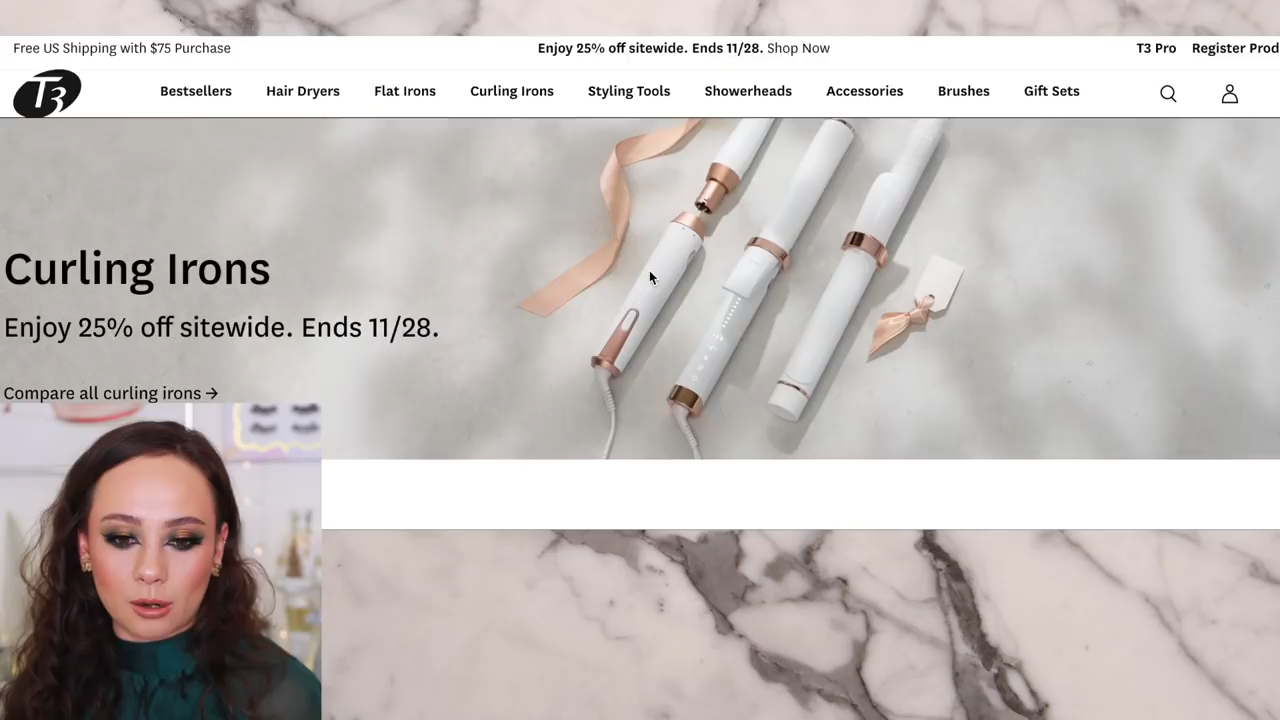 Free US Shipping with $75 Purchase
Enjoy 25% off sitewide. Ends 11/28. Shop Now
T3 Pro Register Prod
T3
Bestsellers Hair Dryers Flat Irons Curling Irons Styling Tools Showerheads Accessories Brushes Gift Sets
Curling Irons
Enjoy 25% off sitewide. Ends 11/28.
Compare all curling irons →